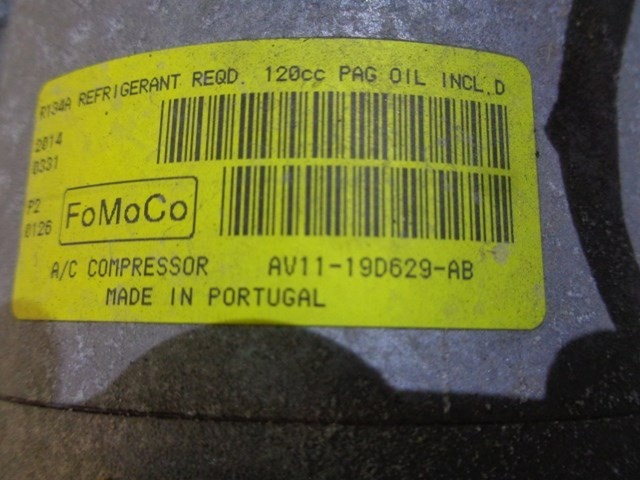 R134A REFRIGERANT REQD. 120cc PAG OIL INCL.D
2014
0331
P2
0126
FoMoCo
A/C COMPRESSOR AV11-19D629-AB
MADE IN PORTUGAL